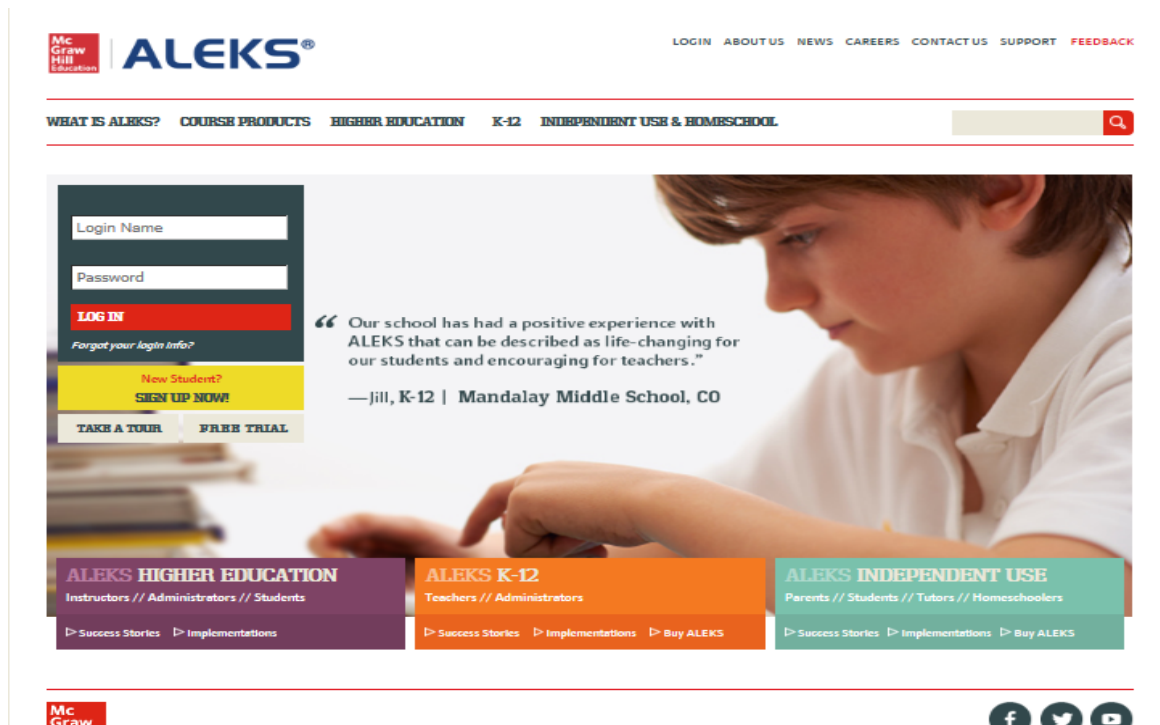 Mc
Graw
Hill
Education
ALEKS®
LOGIN ABOUT US NEWS CAREERS CONTACT US SUPPORT FEEDBACK
WHAT IS ALEKS? COURSE PRODUCTS HIGHER EDUCATION K-12 INDEPENDENT USE & HOMESCHOOL
Login Name
Password
LOG IN
Forgot your login info?
New Student?
SIGN UP NOW!
TAKE A TOUR FREE TRIAL
“ Our school has had a positive experience with
ALEKS that can be described as life-changing for
our students and encouraging for teachers.”
—Jill, K-12 | Mandalay Middle School, CO
ALEKS HIGHER EDUCATION
Instructors // Administrators // Students
Success Stories Implementations
ALEKS K-12
Teachers // Administrators
Success Stories Implementations Buy ALEKS
ALEKS INDEPENDENT USE
Parents // Students // Tutors // Homeschoolers
Success Stories Implementations Buy ALEKS
Mc
Graw